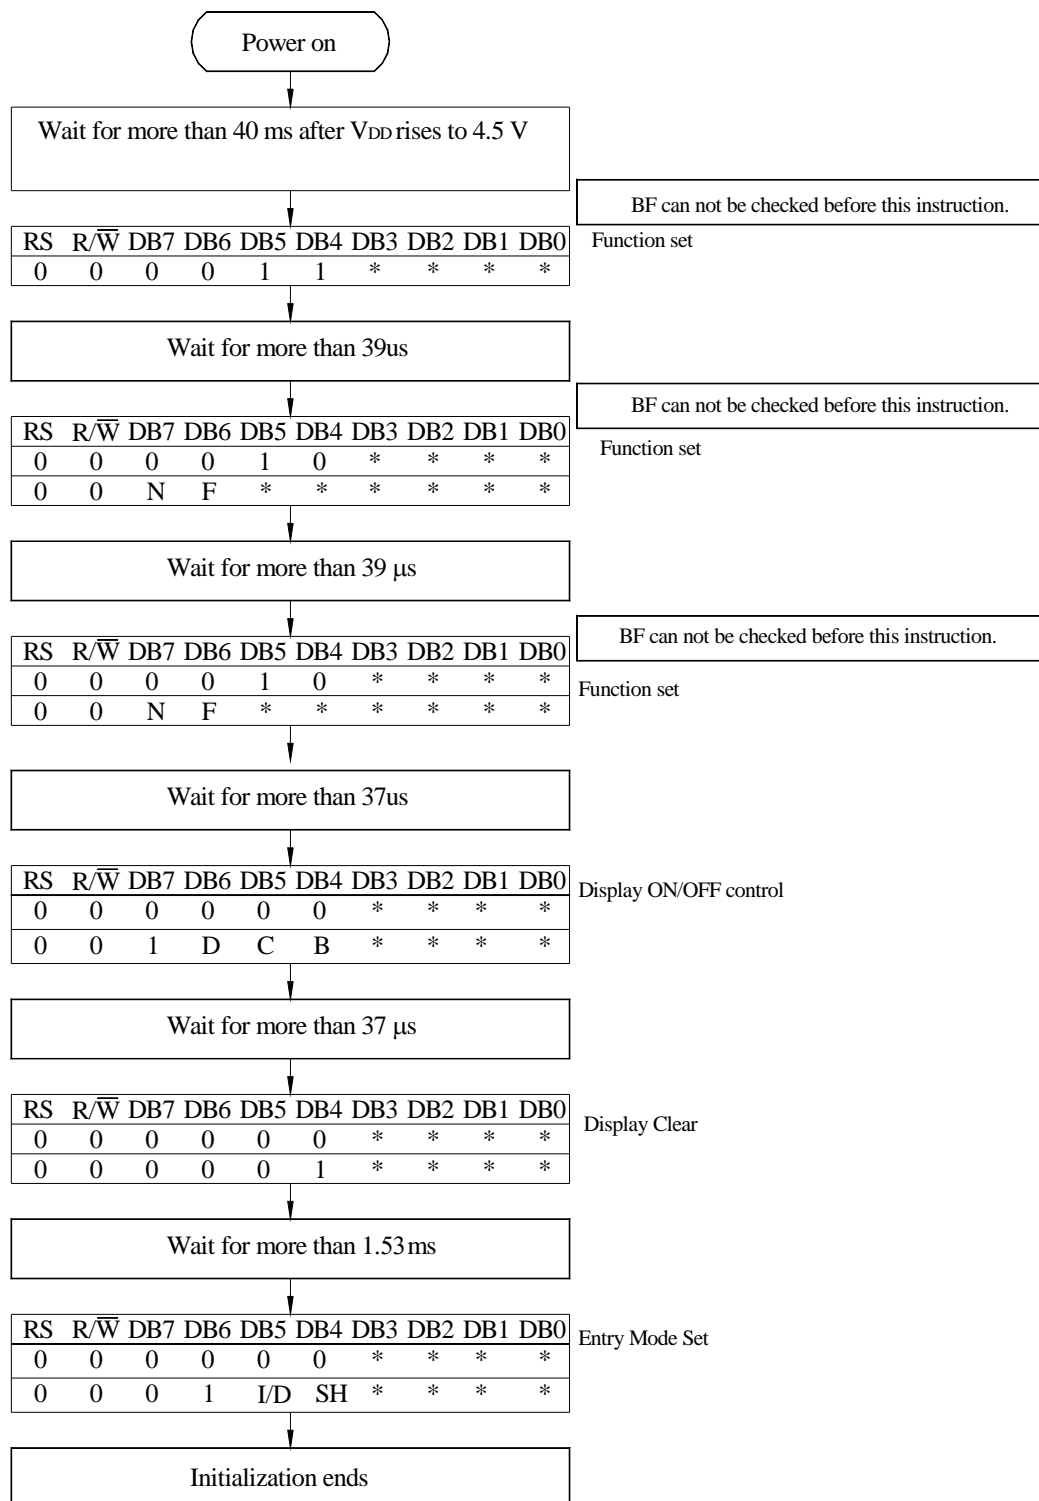 Power on
Wait for more than 40 ms after VDD rises to 4.5 V
BF can not be checked before this instruction.
RS R/W̅ DB7 DB6 DB5 DB4 DB3 DB2 DB1 DB0
Function set
0 0 0 0 1 1 * * * *
Wait for more than 39us
BF can not be checked before this instruction.
RS R/W̅ DB7 DB6 DB5 DB4 DB3 DB2 DB1 DB0
Function set
0 0 0 0 1 0 * * * *
0 0 N F * * * * * *
Wait for more than 39 μs
BF can not be checked before this instruction.
RS R/W̅ DB7 DB6 DB5 DB4 DB3 DB2 DB1 DB0
0 0 0 0 1 0 * * * *
Function set
0 0 N F * * * * * *
Wait for more than 37us
RS R/W̅ DB7 DB6 DB5 DB4 DB3 DB2 DB1 DB0
Display ON/OFF control
0 0 0 0 0 0 * * * *
0 0 1 D C B * * * *
Wait for more than 37 μs
RS R/W̅ DB7 DB6 DB5 DB4 DB3 DB2 DB1 DB0
Display Clear
0 0 0 0 0 0 * * * *
0 0 0 0 0 1 * * * *
Wait for more than 1.53ms
RS R/W̅ DB7 DB6 DB5 DB4 DB3 DB2 DB1 DB0
Entry Mode Set
0 0 0 0 0 0 * * * *
0 0 0 1 I/D SH * * * *
Initialization ends